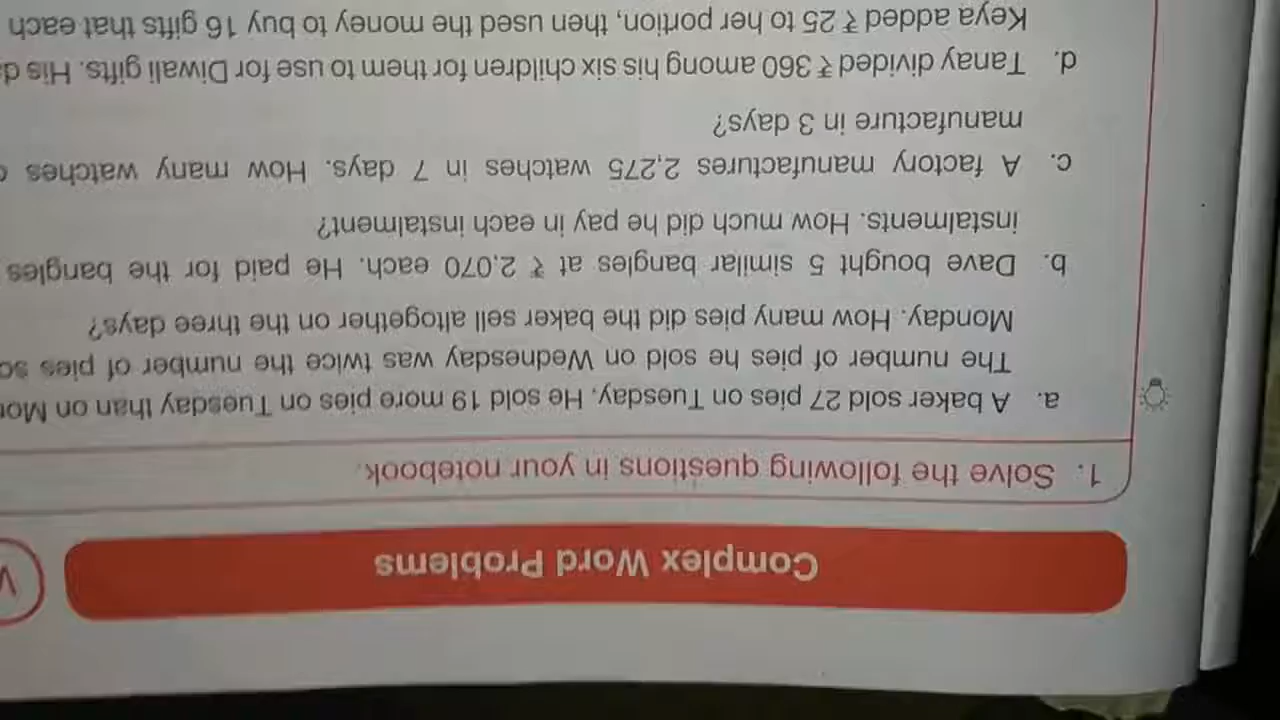 Complex Word Problems
1. Solve the following questions in your notebook.
a. A baker sold 27 pies on Tuesday. He sold 19 more pies on Tuesday than on
The number of pies he sold on Wednesday was twice the number of pies
Monday. How many pies did the baker sell altogether on the three days?
b. Dave bought 5 similar bangles at ₹ 2,070 each. He paid for the bangles
instalments. How much did he pay in each instalment?
c. A factory manufactures 2,275 watches in 7 days. How many watches
manufacture in 3 days?
d. Tanay divided ₹ 360 among his six children for them to use for Diwali gifts. His
Keya added ₹ 25 to her portion, then used the money to buy 16 gifts that each